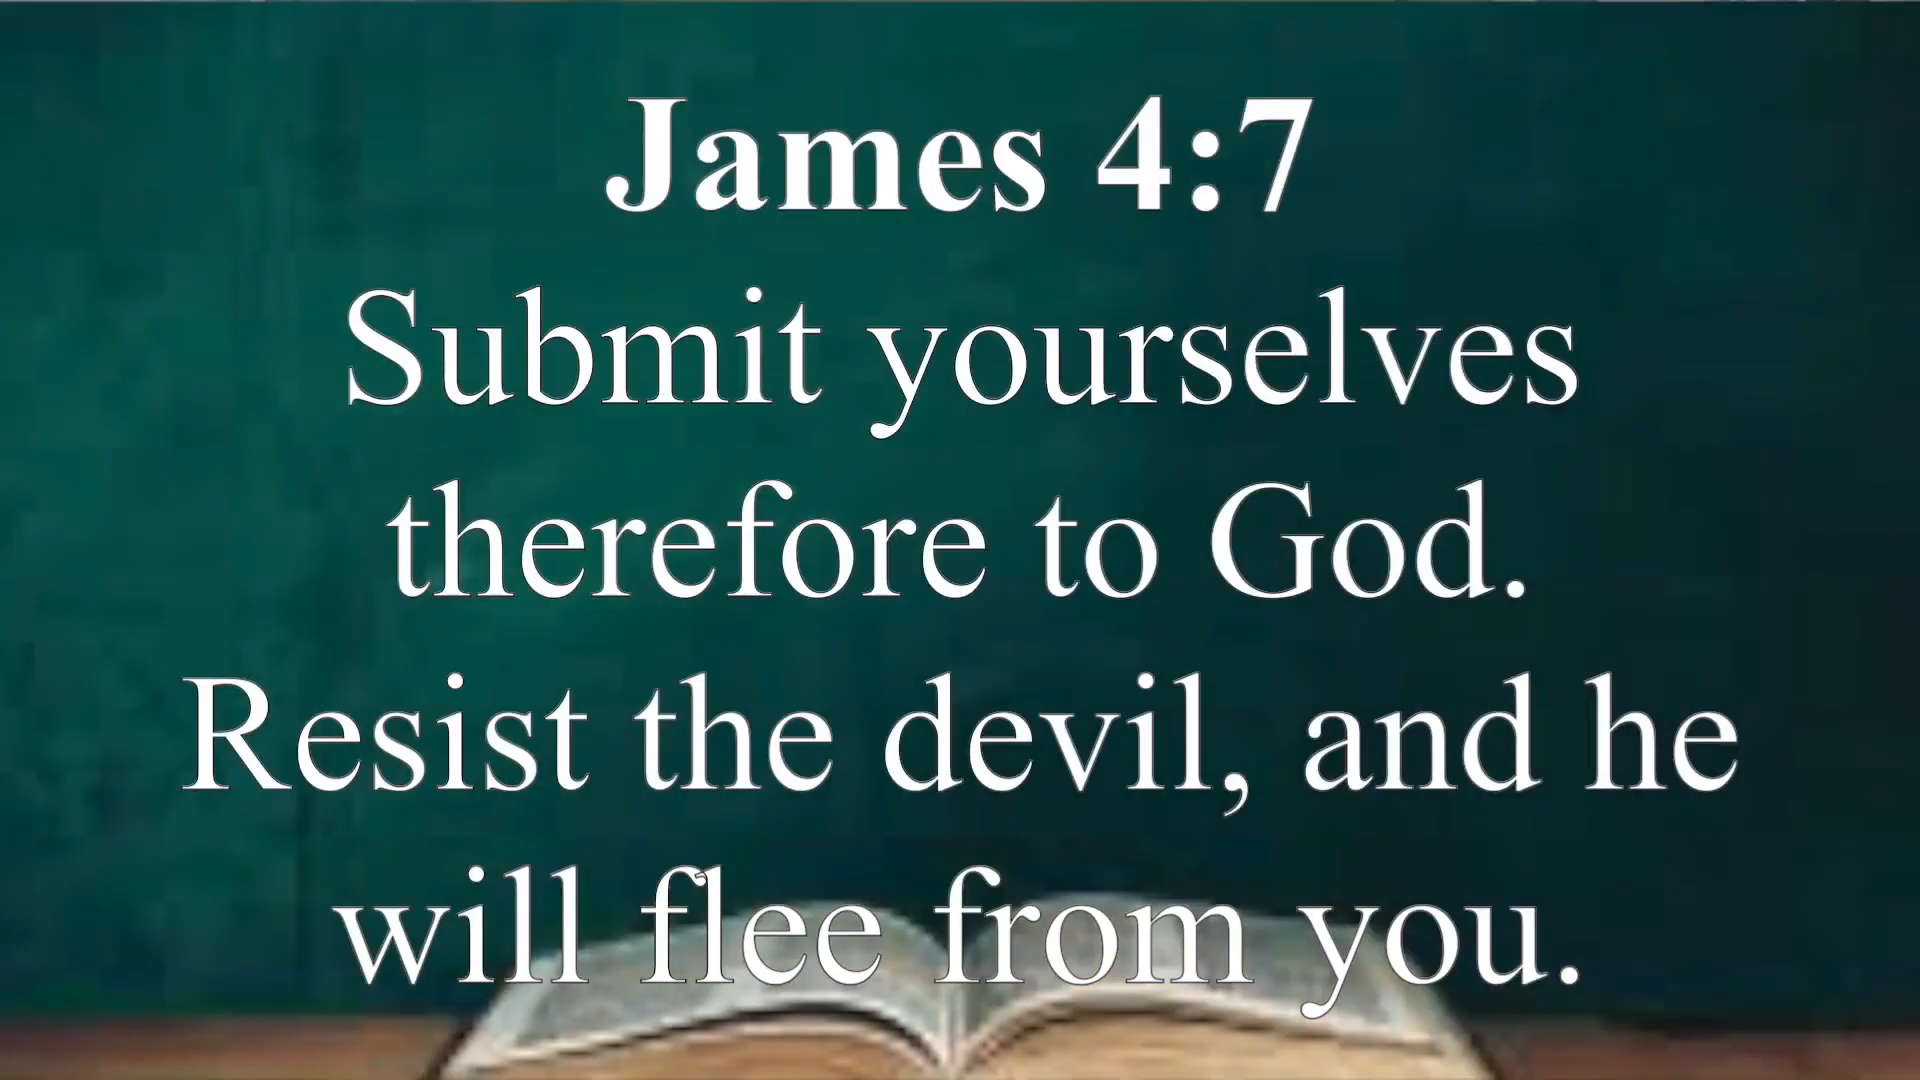 James 4:7
Submit yourselves
therefore to God.
Resist the devil, and he
will flee from you.